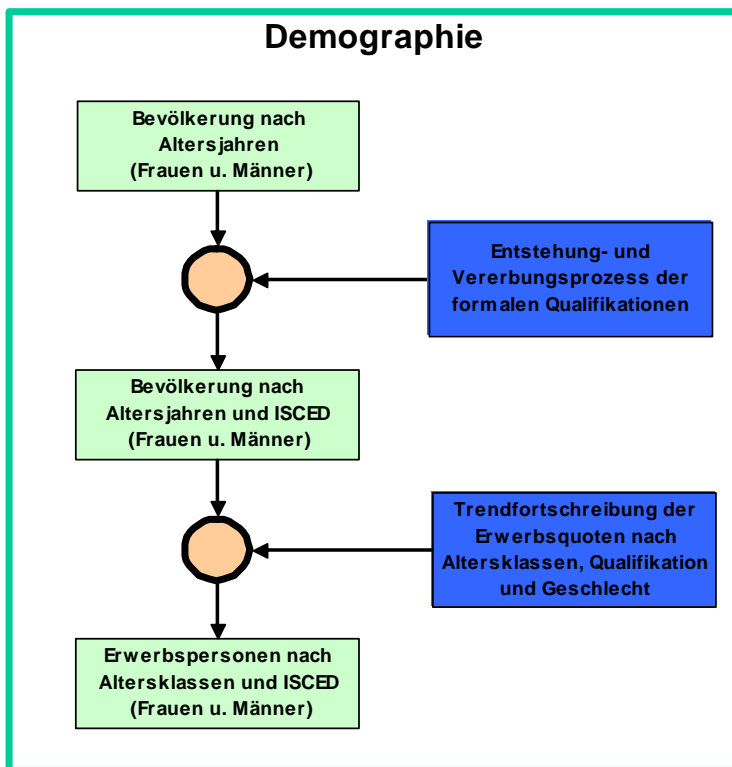 Demographie
Bevölkerung nach
Altersjahren
(Frauen u. Männer)
Entstehung- und
Vererbungsprozess der
formalen Qualifikationen
Bevölkerung nach
Altersjahren und ISCED
(Frauen u. Männer)
Trendfortschreibung der
Erwerbsquoten nach
Altersklassen, Qualifikation
und Geschlecht
Erwerbspersonen nach
Altersklassen und ISCED
(Frauen u. Männer)